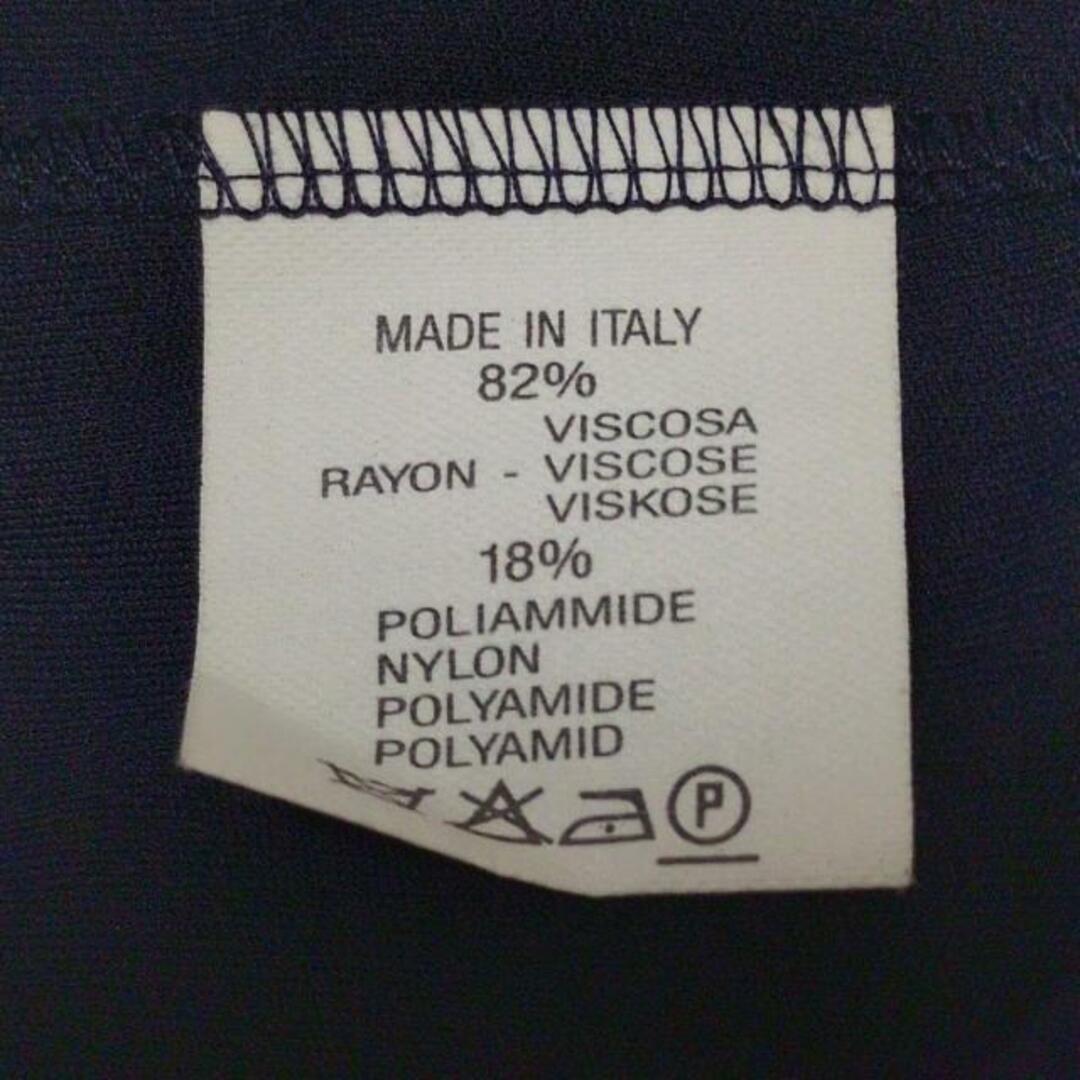 MADE IN ITALY
82%
VISCOSA
RAYON - VISCOSE
VISKOSE
18%
POLIAMMIDE
NYLON
POLYAMIDE
POLYAMID
P